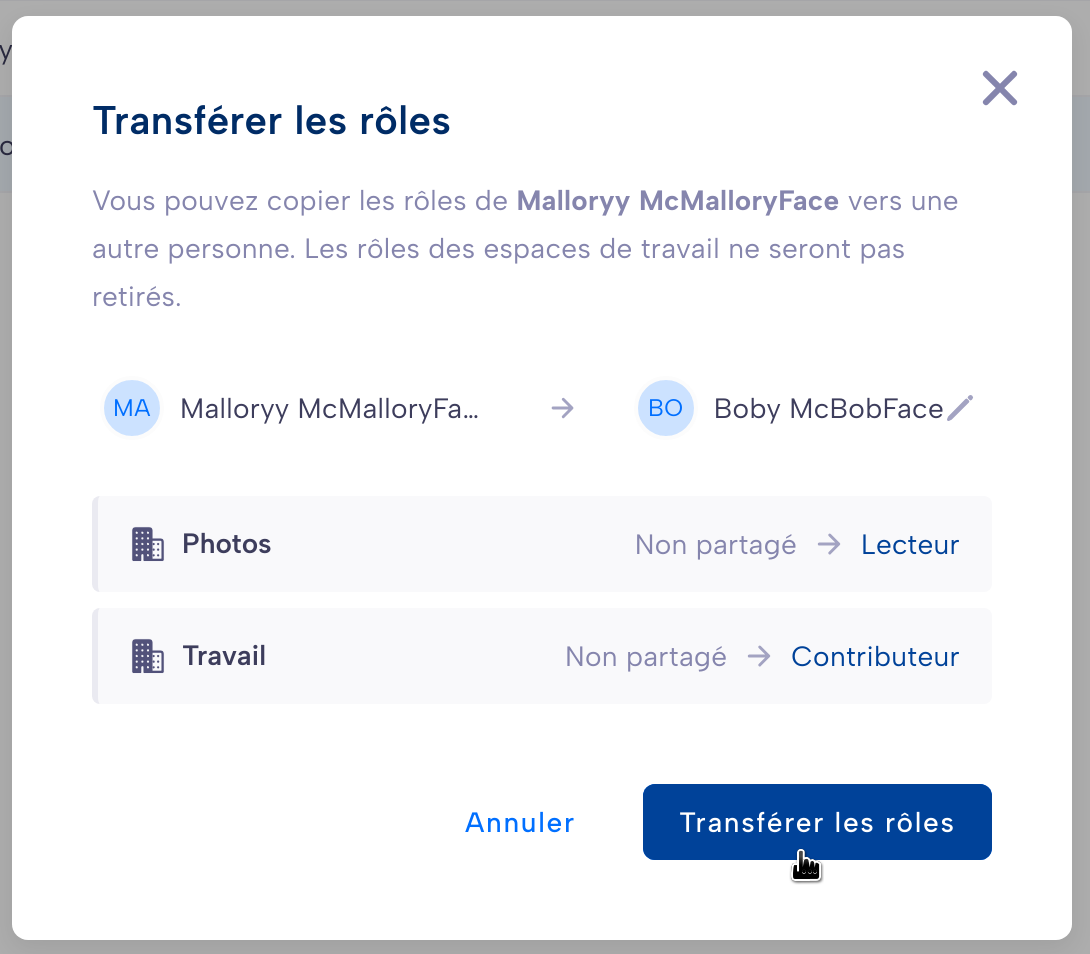 Transférer les rôles
Vous pouvez copier les rôles de Malloryy McMalloryFace vers une
autre personne. Les rôles des espaces de travail ne seront pas
retirés.
MA Malloryy McMalloryFa... → BO Boby McBobFace
Photos Non partagé → Lecteur
Travail Non partagé → Contributeur
Annuler Transférer les rôles